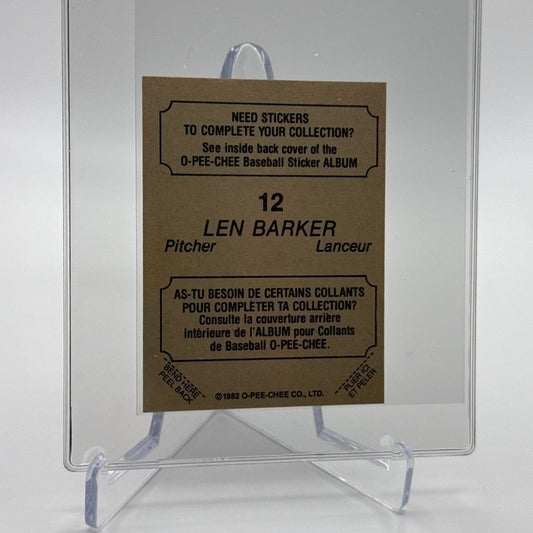 NEED STICKERS
TO COMPLETE YOUR COLLECTION?
See inside back cover of the
O-PEE-CHEE Baseball Sticker ALBUM
12
LEN BARKER
Pitcher Lanceur
AS-TU BESOIN DE CERTAINS COLLANTS
POUR COMPLÈTER TA COLLECTION?
Consulte la couverture arrière
intérieure de l'ALBUM pour Collants
de Baseball O-PEE-CHEE.
BEND HERE
PEEL BACK
PLIER ICI
ET PELER
©1982 O-PEE-CHEE CO., LTD.